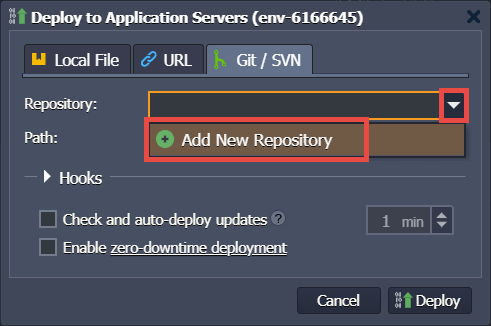 Deploy to Application Servers (env-6166645)
Local File
URL
Git / SVN
Repository:
Path:
Add New Repository
Hooks
Check and auto-deploy updates ?
1 min
Enable zero-downtime deployment
Cancel
Deploy